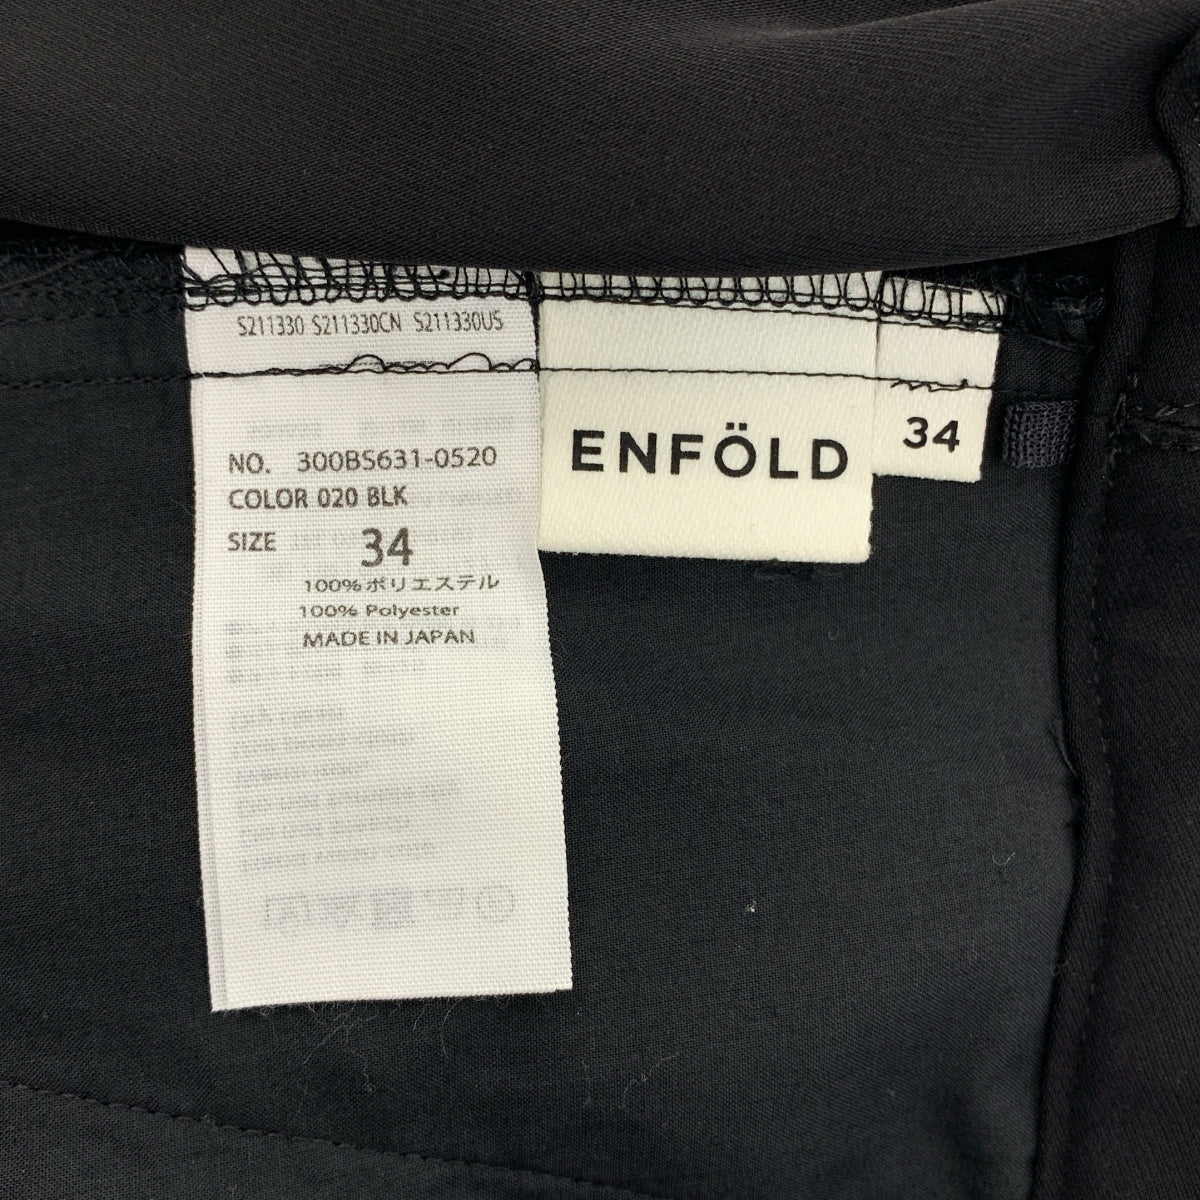 S211330 S211330CN S211330US
NO. 300BS631-0520
COLOR 020 BLK
SIZE 34
100%ポリエステル
100% Polyester
MADE IN JAPAN
ENFÖLD
34